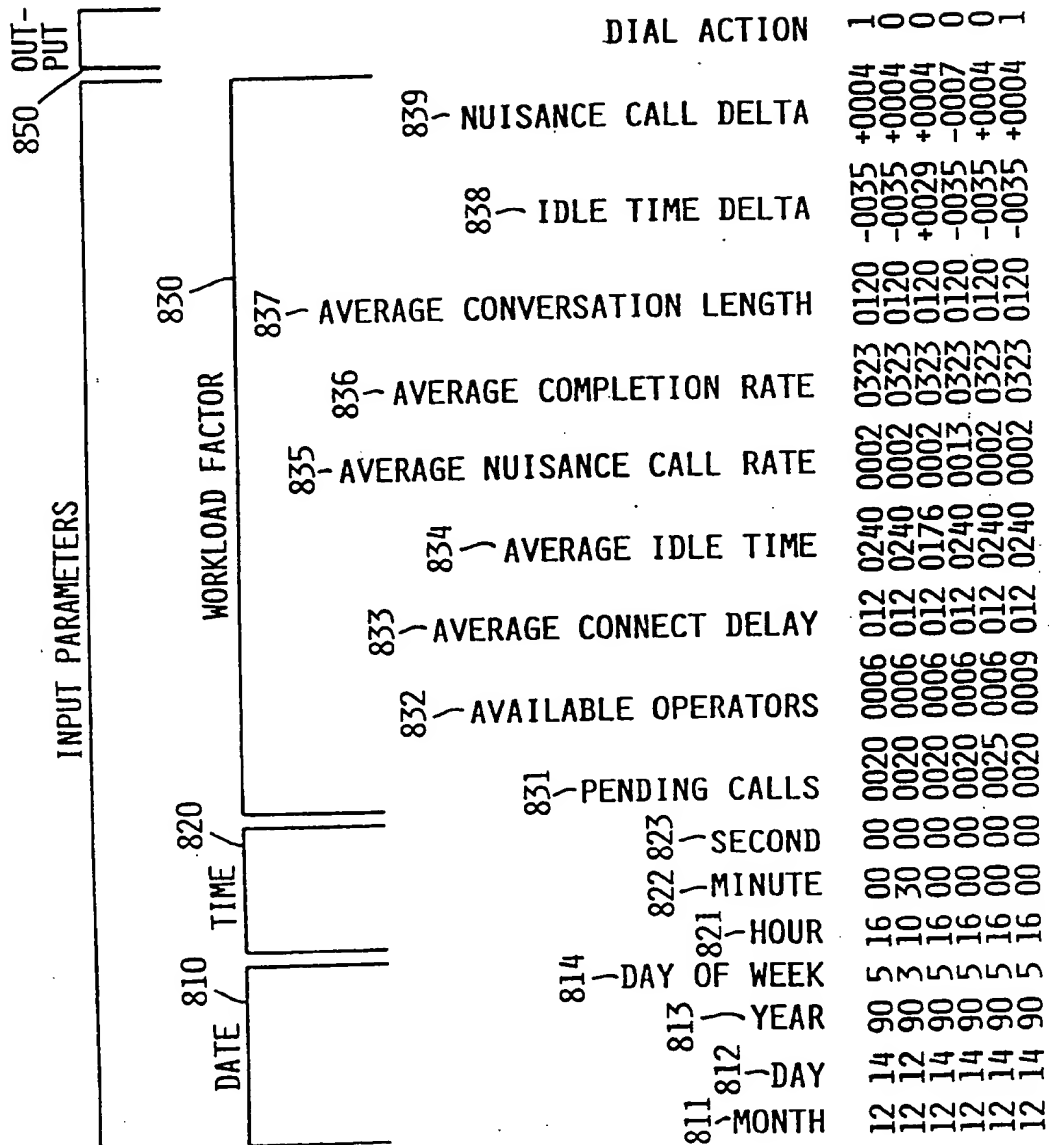 INPUT PARAMETERS
850
OUT-
PUT
DATE
810
TIME
820
WORKLOAD FACTOR
830
811 MONTH
812 DAY
813 YEAR
814 DAY OF WEEK
821 HOUR
822 MINUTE
823 SECOND
831 PENDING CALLS
832 AVAILABLE OPERATORS
833 AVERAGE CONNECT DELAY
834 AVERAGE IDLE TIME
835 AVERAGE NUISANCE CALL RATE
836 AVERAGE COMPLETION RATE
837 AVERAGE CONVERSATION LENGTH
838 IDLE TIME DELTA
839 NUISANCE CALL DELTA
DIAL ACTION
12 14 90 5 16 00 00 0020 0006 012 0240 0002 0323 0120 -0035 +0004 1
12 12 90 3 10 30 00 0020 0006 012 0240 0002 0323 0120 -0035 +0004 0
12 14 90 5 16 00 00 0020 0006 012 0176 0002 0323 0120 +0029 +0004 0
12 14 90 5 16 00 00 0020 0006 012 0240 0013 0323 0120 -0035 -0007 0
12 14 90 5 16 00 00 0025 0006 012 0240 0002 0323 0120 -0035 +0004 0
12 14 90 5 16 00 00 0020 0009 012 0240 0002 0323 0120 -0035 +0004 1